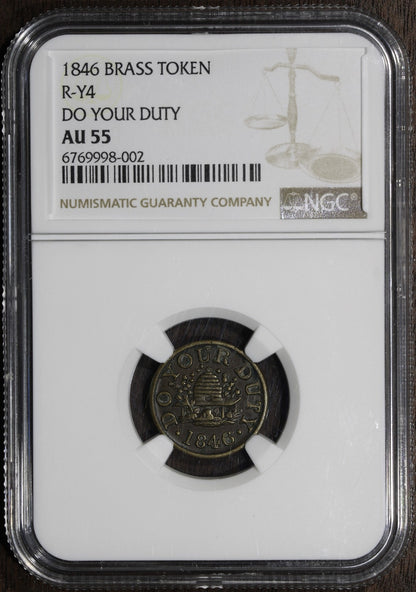 1846 BRASS TOKEN
R-Y4
DO YOUR DUTY
AU 55
6769998-002
NUMISMATIC GUARANTY COMPANY
NGC®
DO YOUR DUTY
·1846·